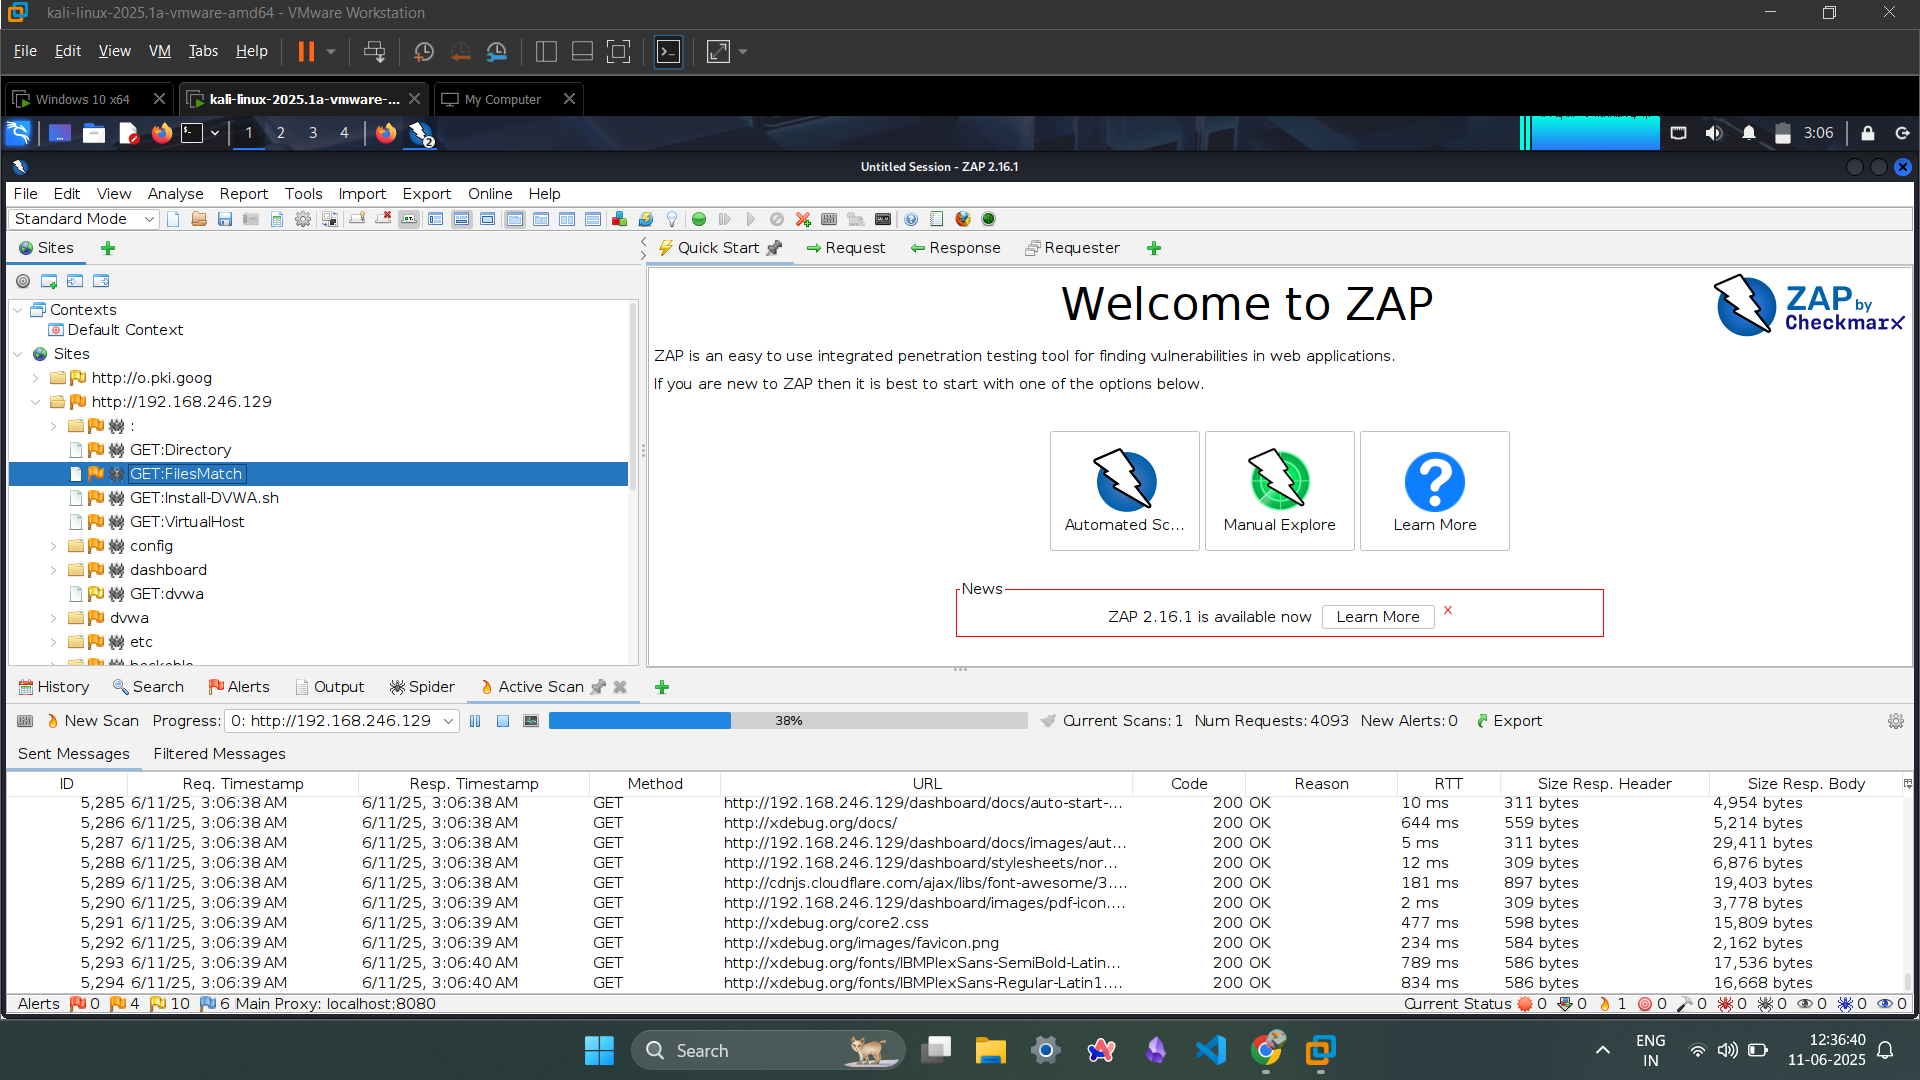 kali-linux-2025.1a-vmware-amd64 - VMware Workstation
File Edit View VM Tabs Help
Windows 10 x64
kali-linux-2025.1a-vmware-...
My Computer
1 2 3 4
2
3:06
Untitled Session - ZAP 2.16.1
File Edit View Analyse Report Tools Import Export Online Help
Standard Mode
Sites
Quick Start Request Response Requester
Contexts
Default Context
Sites
http://o.pki.goog
http://192.168.246.129
:
GET:Directory
GET:FilesMatch
GET:Install-DVWA.sh
GET:VirtualHost
config
dashboard
GET:dvwa
dvwa
etc
Welcome to ZAP
ZAP by Checkmarx
ZAP is an easy to use integrated penetration testing tool for finding vulnerabilities in web applications.
If you are new to ZAP then it is best to start with one of the options below.
Automated Sc... Manual Explore Learn More
News
ZAP 2.16.1 is available now Learn More x
History Search Alerts Output Spider Active Scan
New Scan Progress: 0: http://192.168.246.129 38% Current Scans: 1 Num Requests: 4093 New Alerts: 0 Export
Sent Messages Filtered Messages
ID Req. Timestamp Resp. Timestamp Method URL Code Reason RTT Size Resp. Header Size Resp. Body
5,285 6/11/25, 3:06:38 AM 6/11/25, 3:06:38 AM GET http://192.168.246.129/dashboard/docs/auto-start-... 200 OK 10 ms 311 bytes 4,954 bytes
5,286 6/11/25, 3:06:38 AM 6/11/25, 3:06:38 AM GET http://xdebug.org/docs/ 200 OK 644 ms 559 bytes 5,214 bytes
5,287 6/11/25, 3:06:38 AM 6/11/25, 3:06:38 AM GET http://192.168.246.129/dashboard/docs/images/aut... 200 OK 5 ms 311 bytes 29,411 bytes
5,288 6/11/25, 3:06:38 AM 6/11/25, 3:06:38 AM GET http://192.168.246.129/dashboard/stylesheets/nor... 200 OK 12 ms 309 bytes 6,876 bytes
5,289 6/11/25, 3:06:38 AM 6/11/25, 3:06:38 AM GET http://cdnjs.cloudflare.com/ajax/libs/font-awesome/3.... 200 OK 181 ms 897 bytes 19,403 bytes
5,290 6/11/25, 3:06:39 AM 6/11/25, 3:06:39 AM GET http://192.168.246.129/dashboard/images/pdf-icon.... 200 OK 2 ms 309 bytes 3,778 bytes
5,291 6/11/25, 3:06:39 AM 6/11/25, 3:06:39 AM GET http://xdebug.org/core2.css 200 OK 477 ms 598 bytes 15,809 bytes
5,292 6/11/25, 3:06:39 AM 6/11/25, 3:06:39 AM GET http://xdebug.org/images/favicon.png 200 OK 234 ms 584 bytes 2,162 bytes
5,293 6/11/25, 3:06:39 AM 6/11/25, 3:06:40 AM GET http://xdebug.org/fonts/IBMPlexSans-SemiBold-Latin... 200 OK 789 ms 586 bytes 17,536 bytes
5,294 6/11/25, 3:06:39 AM 6/11/25, 3:06:40 AM GET http://xdebug.org/fonts/IBMPlexSans-Regular-Latin1.... 200 OK 834 ms 586 bytes 16,668 bytes
Alerts 0 4 10 6 Main Proxy: localhost:8080 Current Status 0 0 1 0 0 0 0 0 0 0
Search
ENG
IN
12:36:40
11-06-2025